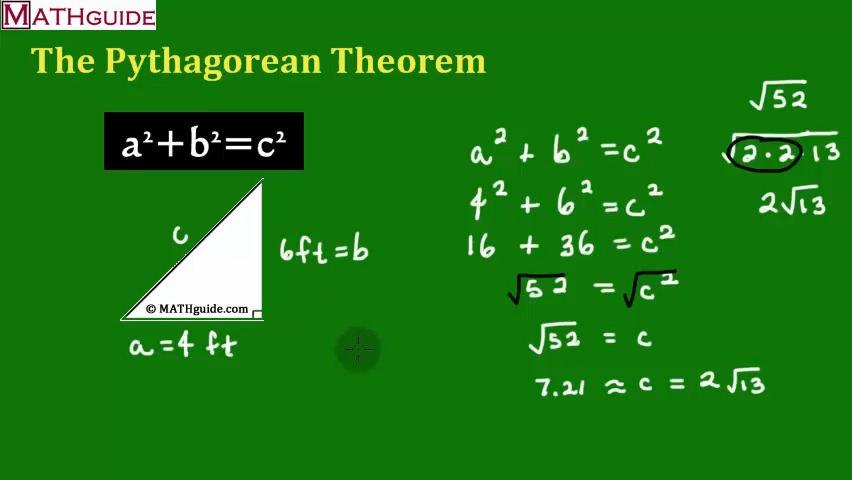 MATHGUIDE
The Pythagorean Theorem
a²+b²=c²
c
6ft = b
© MATHguide.com
a = 4 ft
a² + b² = c²
4² + 6² = c²
16 + 36 = c²
√52 = √c²
√52 = c
7.21 ≈ c = 2√13
√52
√2·2·13
2√13